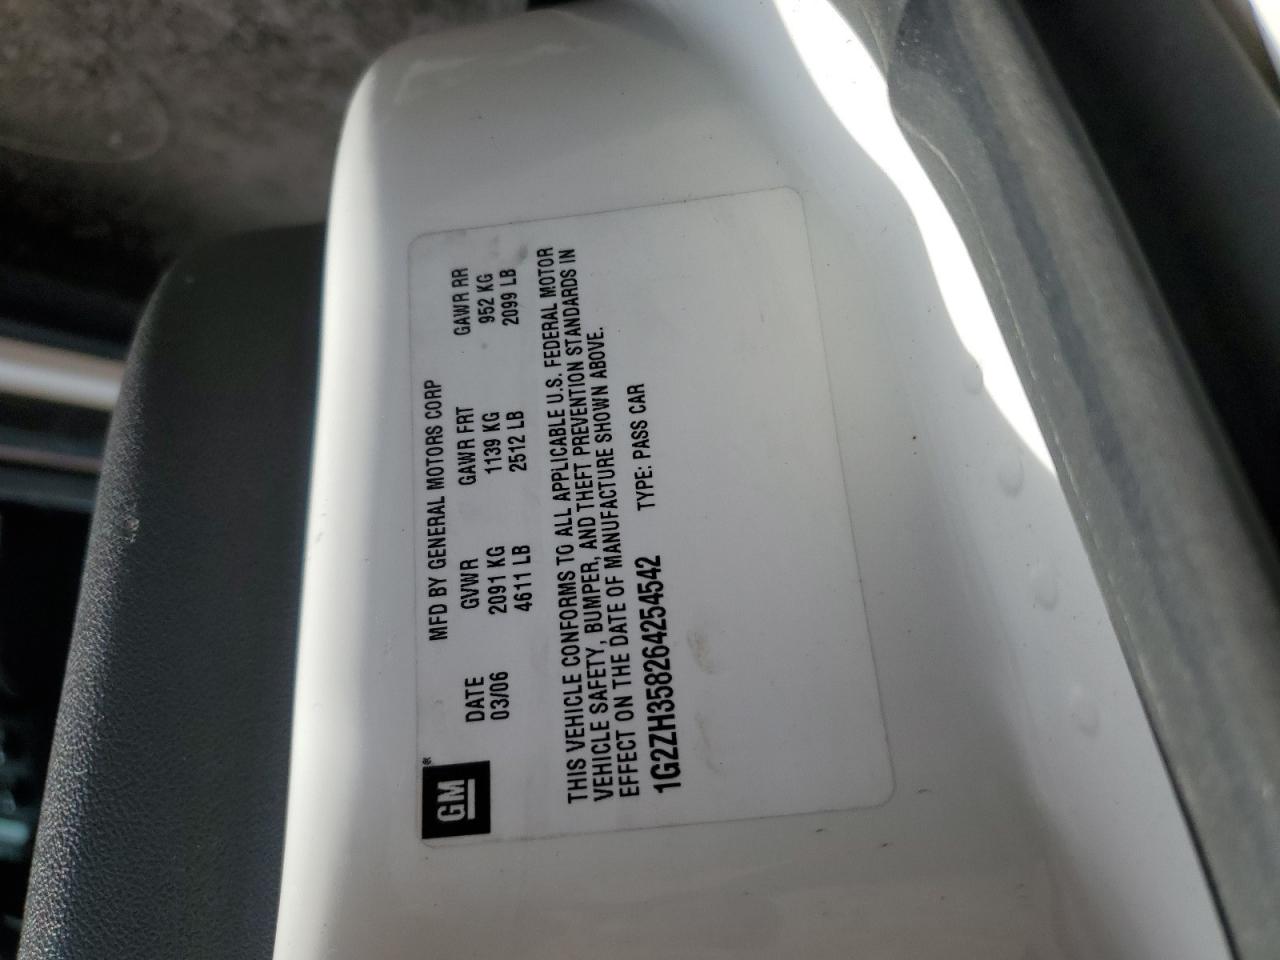 GM®
MFD BY GENERAL MOTORS CORP
DATE GVWR GAWR FRT GAWR RR
03/06 2091 KG 1139 KG 952 KG
4611 LB 2512 LB 2099 LB
THIS VEHICLE CONFORMS TO ALL APPLICABLE U.S. FEDERAL MOTOR
VEHICLE SAFETY, BUMPER, AND THEFT PREVENTION STANDARDS IN
EFFECT ON THE DATE OF MANUFACTURE SHOWN ABOVE.
1G2ZH358264254542 TYPE: PASS CAR